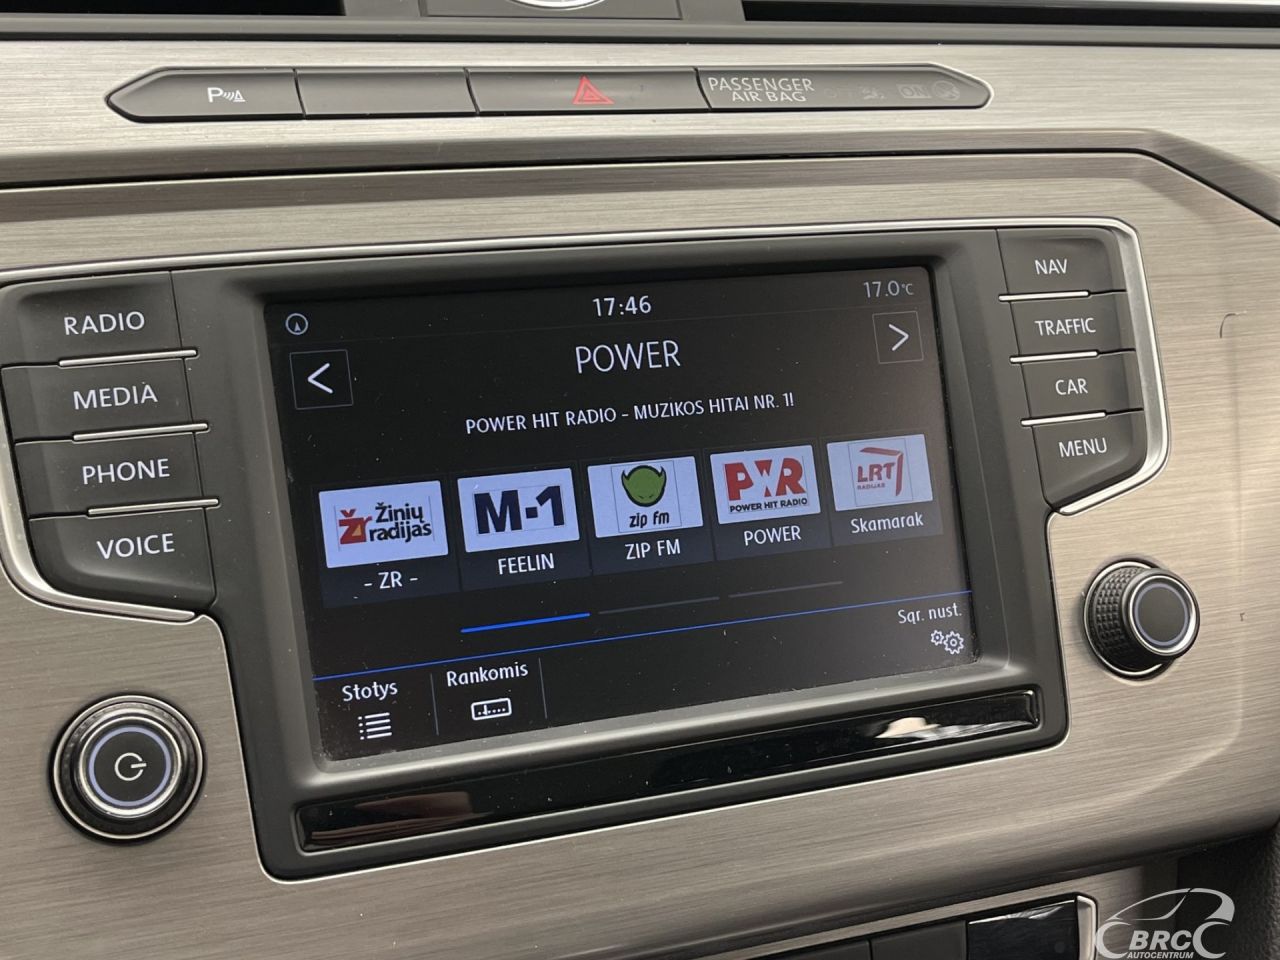 P
PASSENGER
AIR BAG
ON
RADIO
MEDIA
PHONE
VOICE
NAV
TRAFFIC
CAR
MENU
17:46
17.0°C
<
POWER
>
POWER HIT RADIO - MUZIKOS HITAI NR. 1!
Žr Žinių
radijas
M-1
zip fm
PWR
POWER HIT RADIO
LRT
RADIJAS
- ZR -
FEELIN
ZIP FM
POWER
Skamarak
Stotys
Rankomis
Sąr. nust.
BRC
AUTOCENTRUM